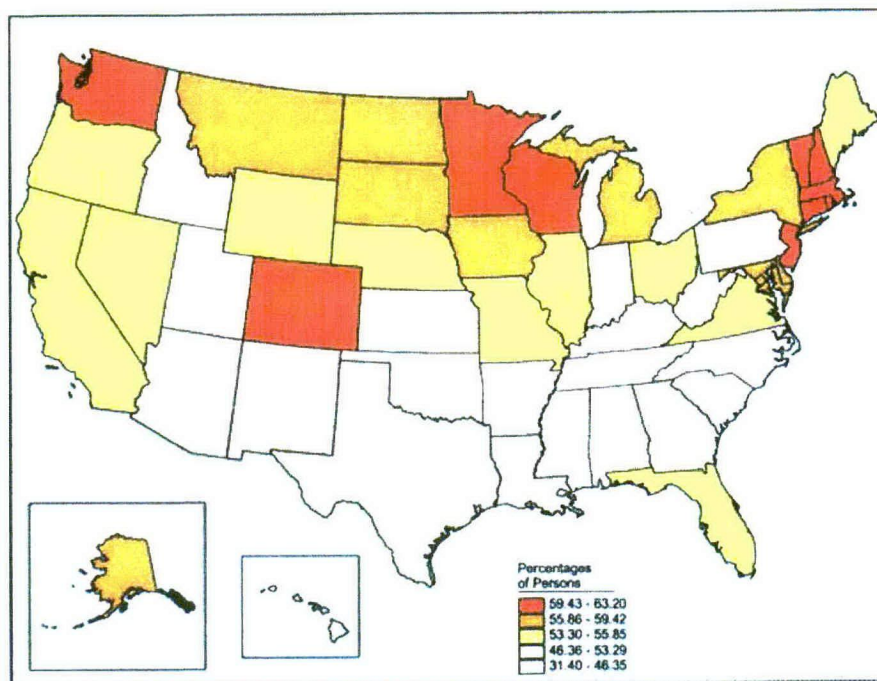 Percentages
of Persons
59.43 - 63.20
55.86 - 59.42
53.30 - 55.85
46.36 - 53.29
31.40 - 46.35